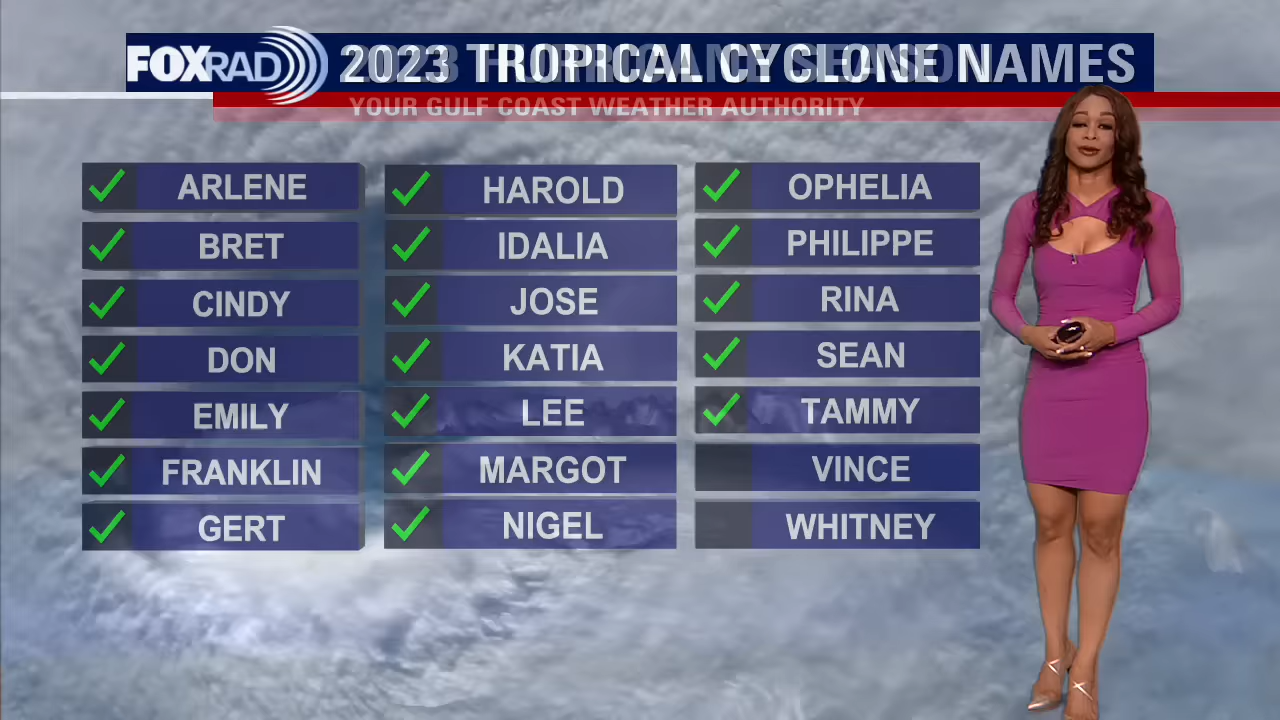 FOXRAD 2023 TROPICAL CYCLONE NAMES
YOUR GULF COAST WEATHER AUTHORITY
ARLENE
BRET
CINDY
DON
EMILY
FRANKLIN
GERT
HAROLD
IDALIA
JOSE
KATIA
LEE
MARGOT
NIGEL
OPHELIA
PHILIPPE
RINA
SEAN
TAMMY
VINCE
WHITNEY